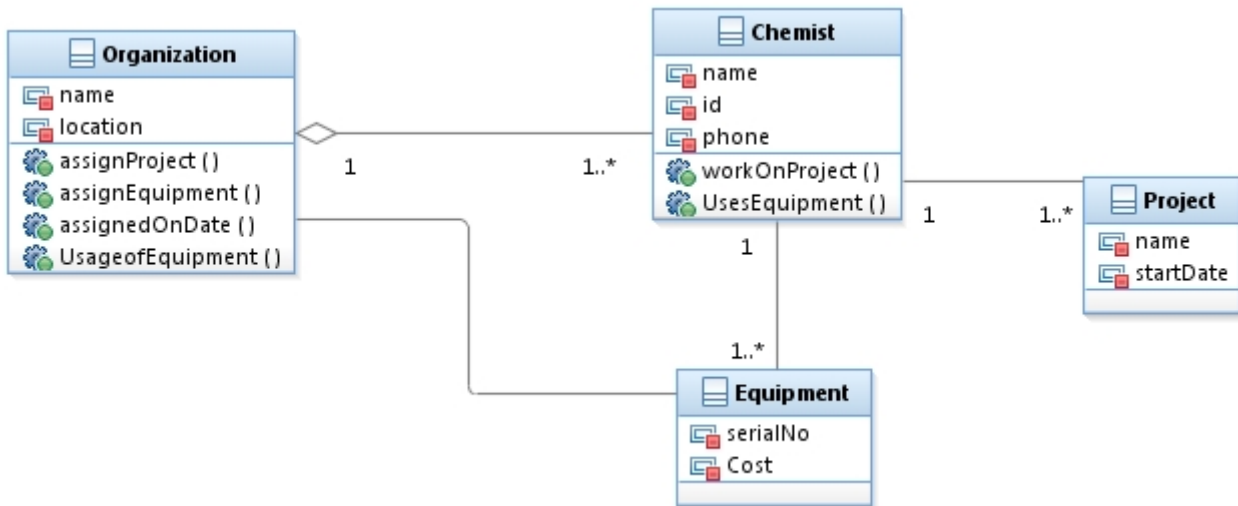 Organization
name
location
assignProject ()
assignEquipment ()
assignedOnDate ()
UsageofEquipment ()
1
1..*
Chemist
name
id
phone
workOnProject ()
UsesEquipment ()
1
1..*
Project
name
startDate
1
1..*
Equipment
serialNo
Cost